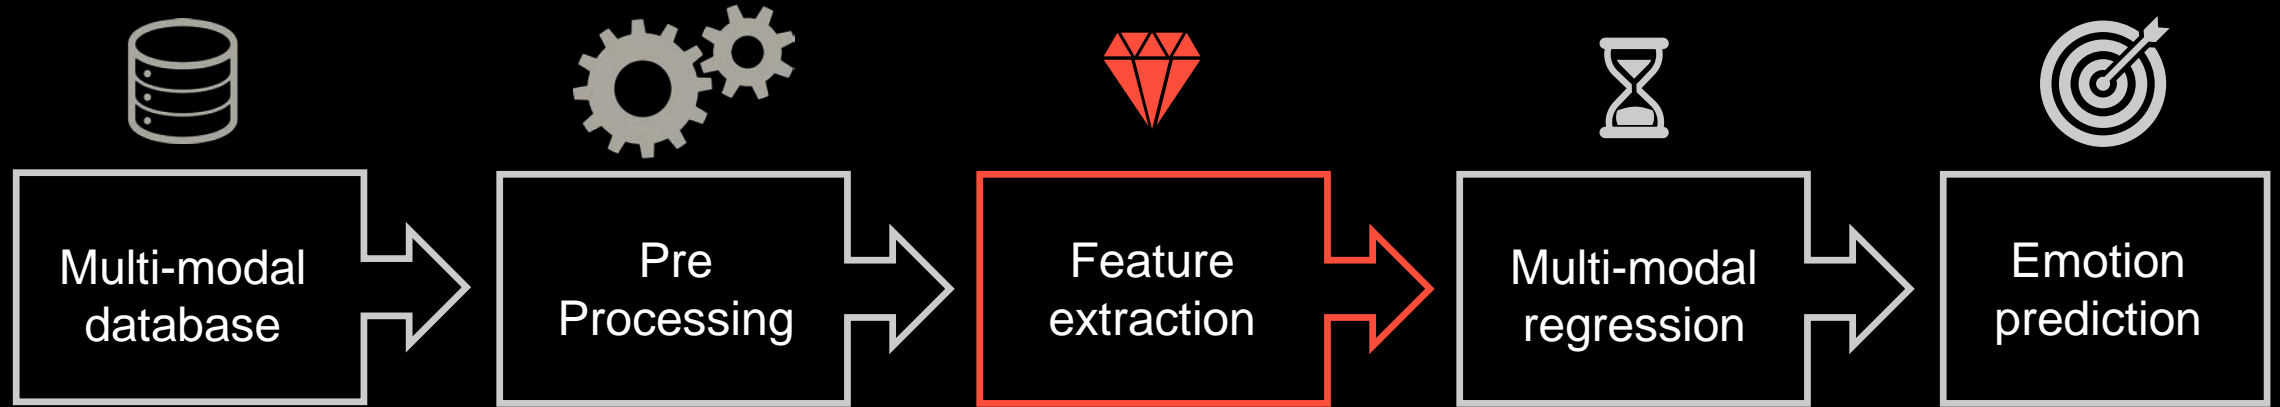 Multi-modal
database
Pre
Processing
Feature
extraction
Multi-modal
regression
Emotion
prediction